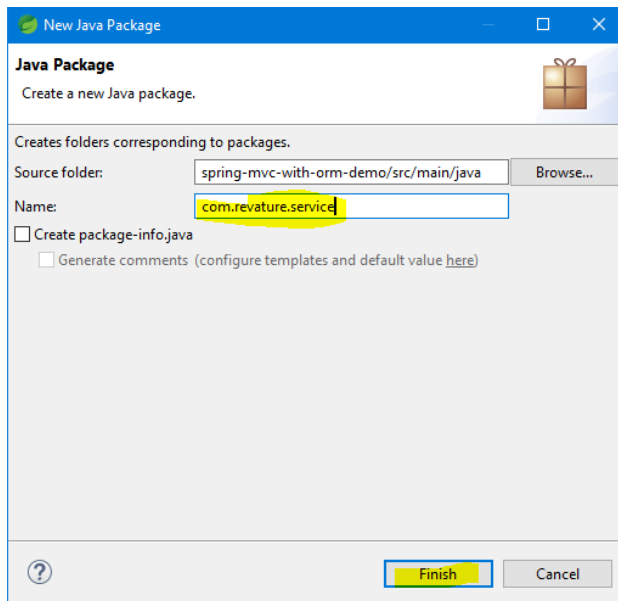 New Java Package
Java Package
Create a new Java package.
Creates folders corresponding to packages.
Source folder: spring-mvc-with-orm-demo/src/main/java Browse...
Name: com.revature.service
Create package-info.java
Generate comments (configure templates and default value here)
? Finish Cancel